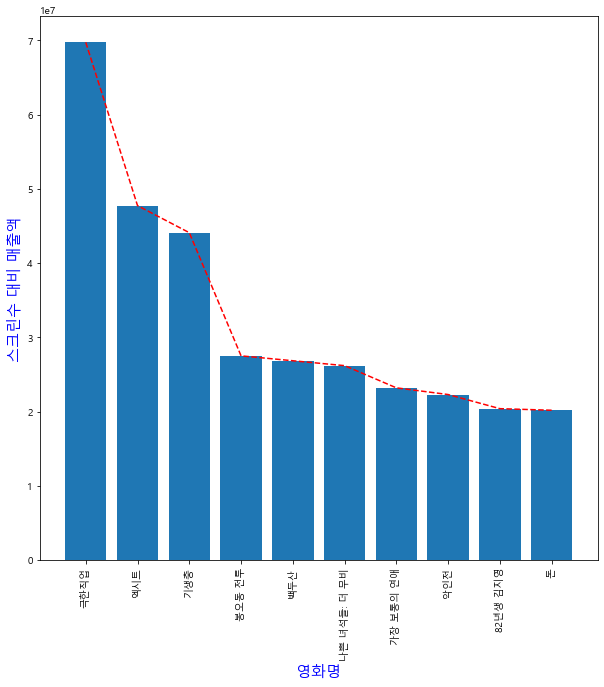 1e7
7
6
5
4
3
2
1
0
스크린수 대비 매출액
극한직업
엑시트
기생충
봉오동 전투
백두산
나쁜 녀석들: 더 무비
가장 보통의 연애
악인전
82년생 김지영
돈
영화명